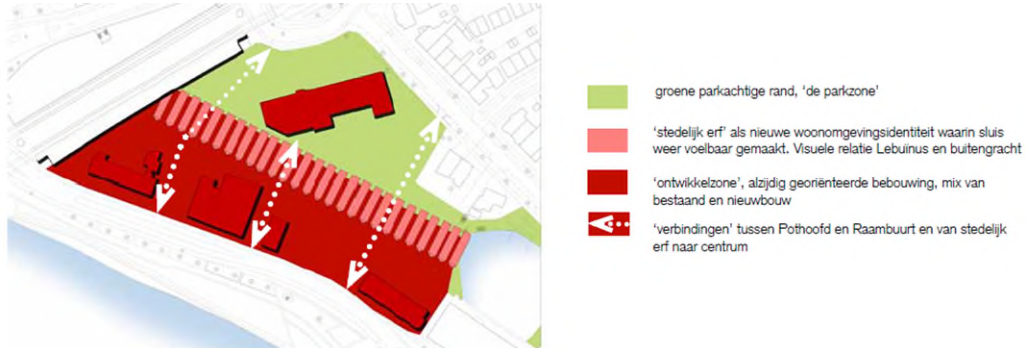 groene parkachtige rand, 'de parkzone'
'stedelijk erf' als nieuwe woonomgevingsidentiteit waarin sluis
weer voelbaar gemaakt. Visuele relatie Lebuïnus en buitengracht
'ontwikkelzone', alzijdig georiënteerde bebouwing, mix van
bestaand en nieuwbouw
'verbindingen' tussen Pothoofd en Raambuurt en van stedelijk
erf naar centrum